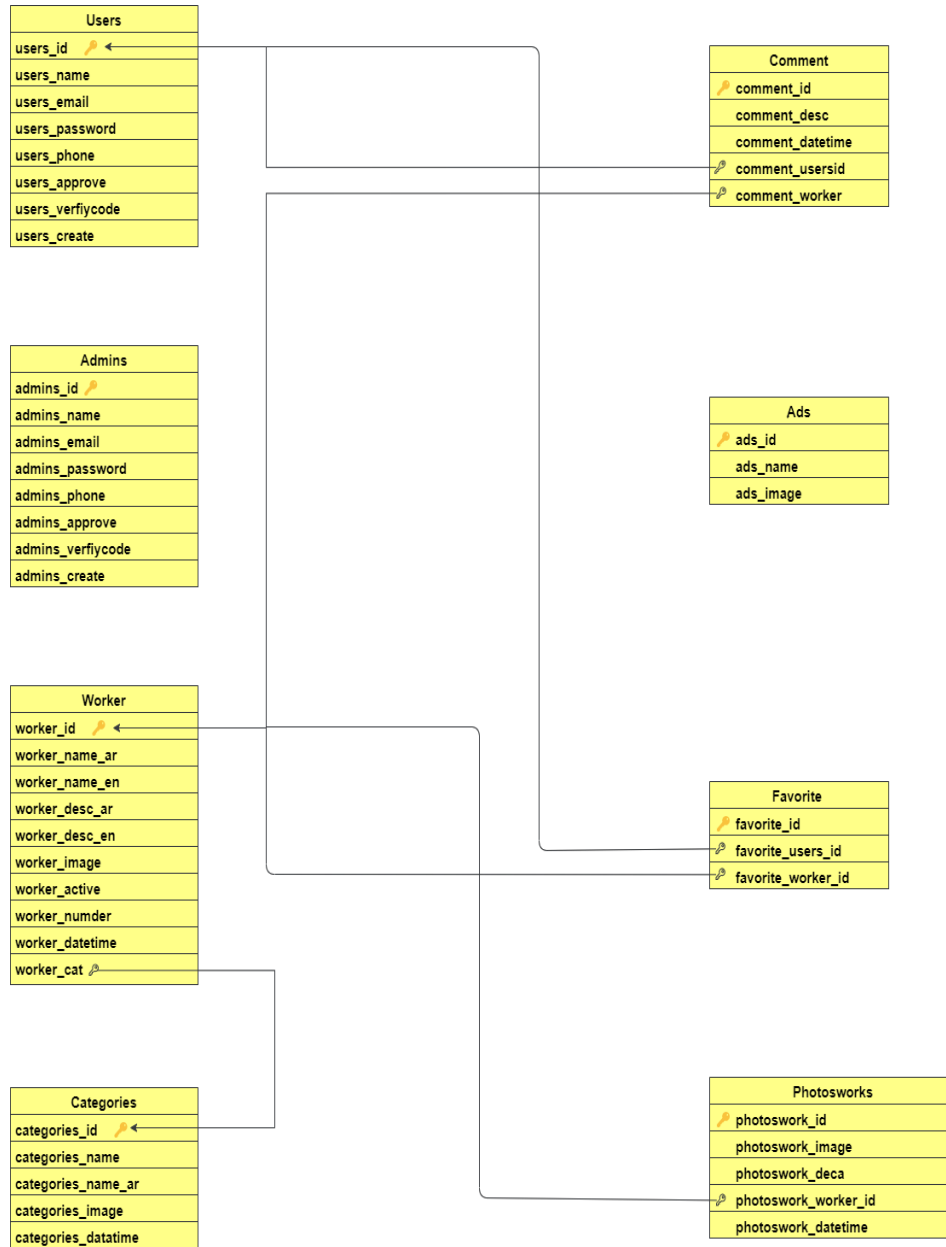 Users
users_id
users_name
users_email
users_password
users_phone
users_approve
users_verfiycode
users_create
Comment
comment_id
comment_desc
comment_datetime
comment_usersid
comment_worker
Admins
admins_id
admins_name
admins_email
admins_password
admins_phone
admins_approve
admins_verfiycode
admins_create
Ads
ads_id
ads_name
ads_image
Worker
worker_id
worker_name_ar
worker_name_en
worker_desc_ar
worker_desc_en
worker_image
worker_active
worker_numder
worker_datetime
worker_cat
Favorite
favorite_id
favorite_users_id
favorite_worker_id
Categories
categories_id
categories_name
categories_name_ar
categories_image
categories_datatime
Photosworks
photoswork_id
photoswork_image
photoswork_deca
photoswork_worker_id
photoswork_datetime